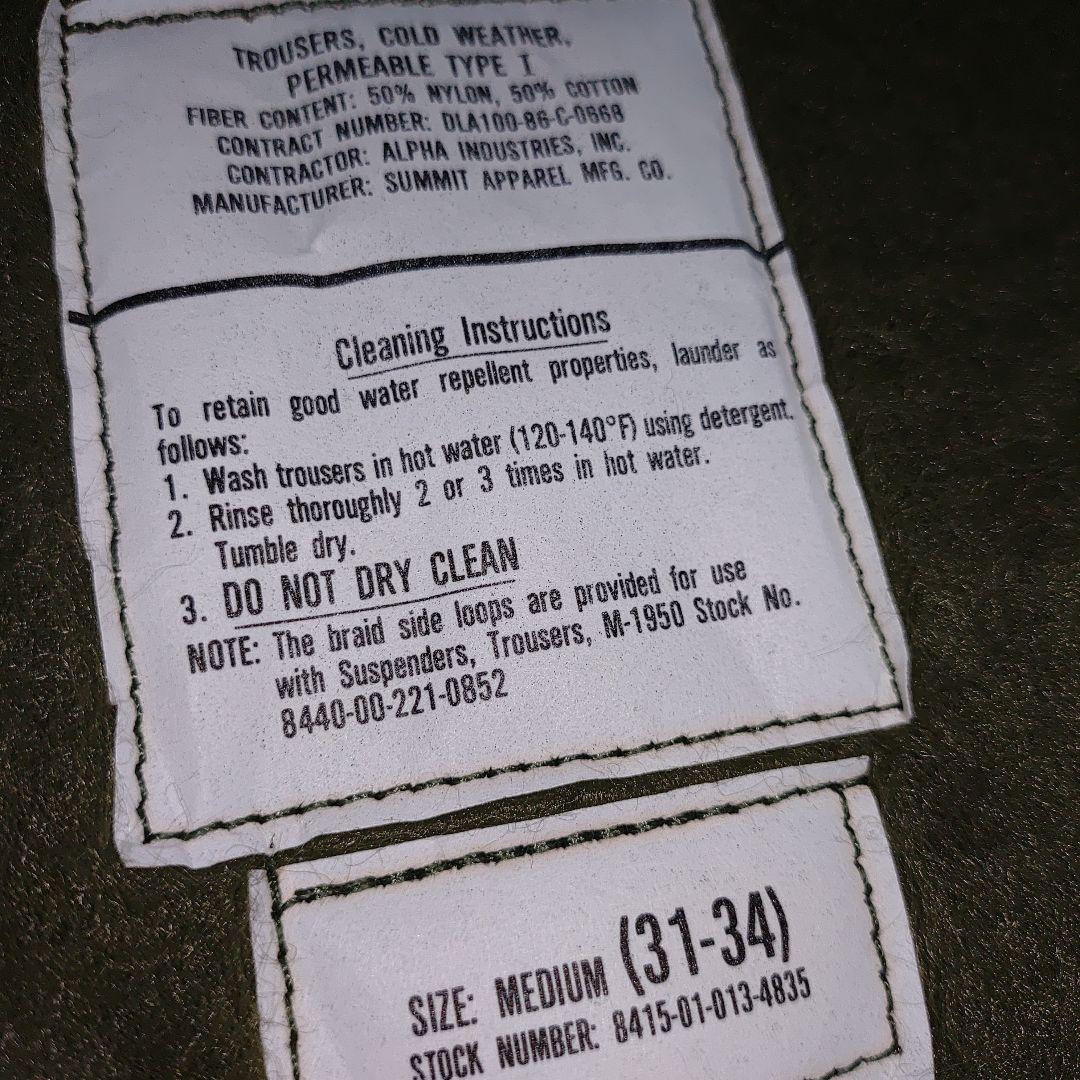 TROUSERS, COLD WEATHER,
PERMEABLE TYPE I
FIBER CONTENT: 50% NYLON, 50% COTTON
CONTRACT NUMBER: DLA100-86-C-0668
CONTRACTOR: ALPHA INDUSTRIES, INC.
MANUFACTURER: SUMMIT APPAREL MFG. CO.
Cleaning Instructions
To retain good water repellent properties, launder as
follows:
1. Wash trousers in hot water (120-140°F) using detergent.
2. Rinse thoroughly 2 or 3 times in hot water.
Tumble dry.
3. DO NOT DRY CLEAN
NOTE: The braid side loops are provided for use
with Suspenders, Trousers, M-1950 Stock No.
8440-00-221-0852
SIZE: MEDIUM (31-34)
STOCK NUMBER: 8415-01-013-4835